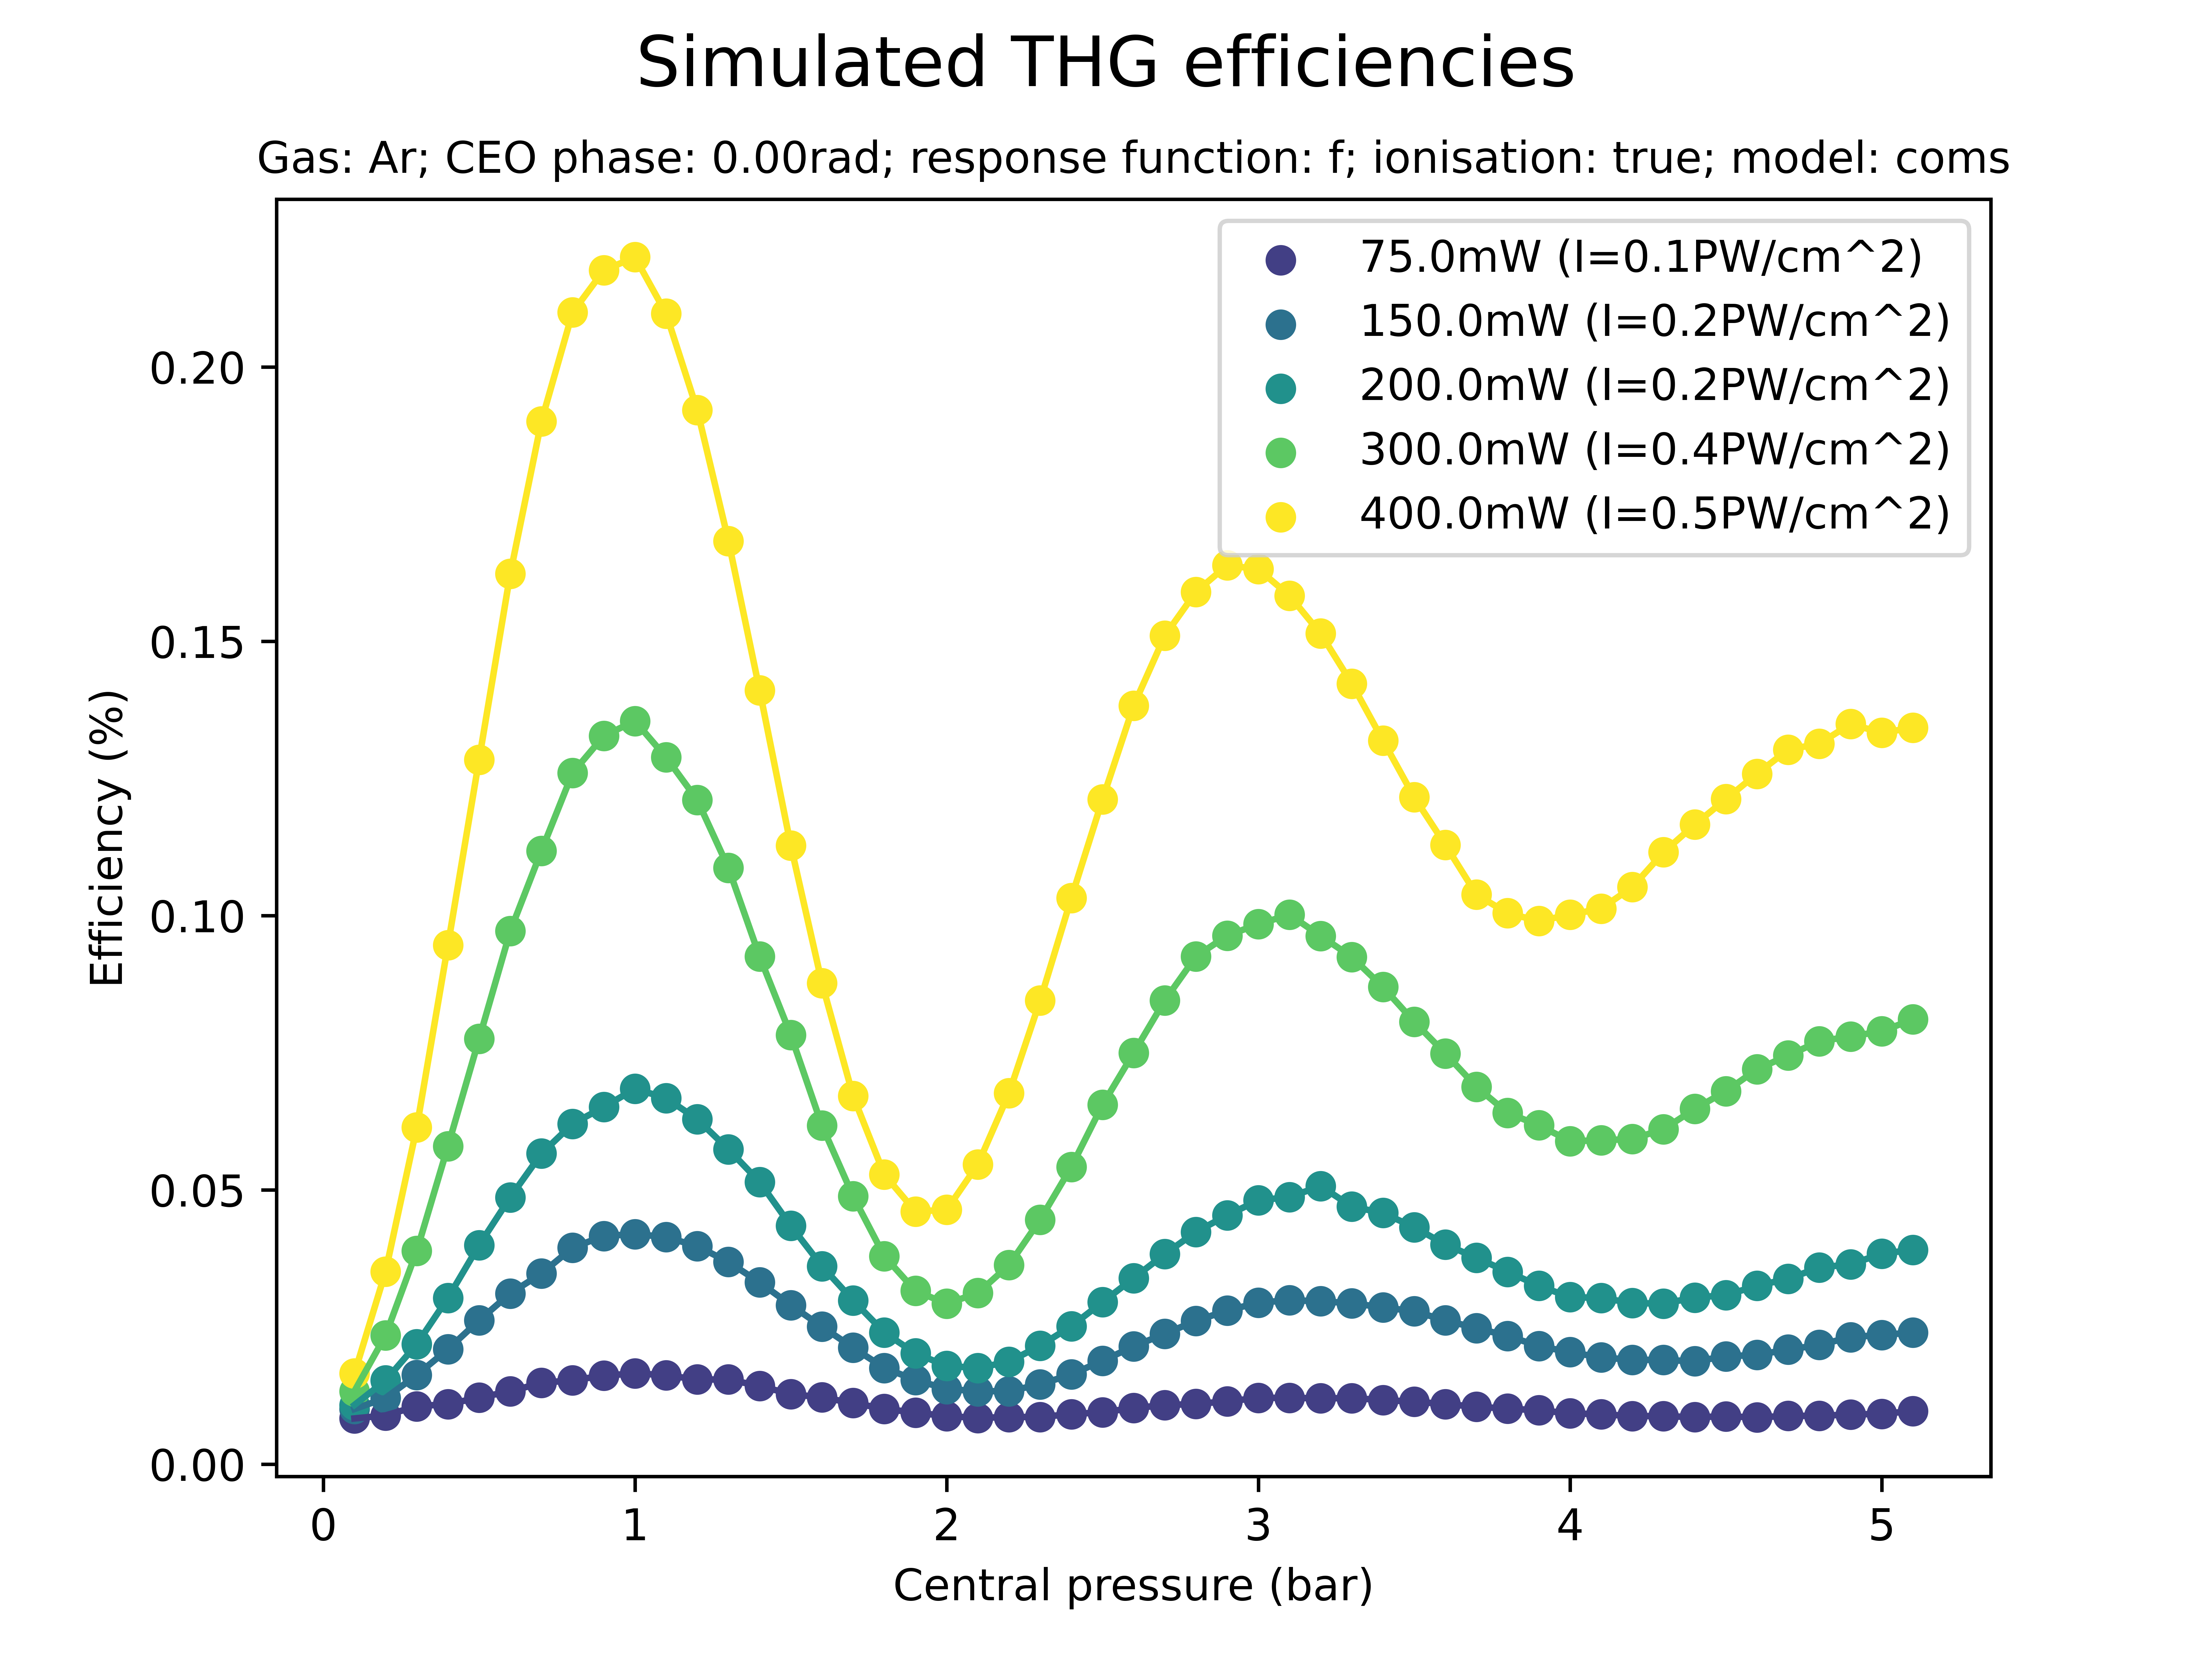 Simulated THG efficiencies
Gas: Ar; CEO phase: 0.00rad; response function: f; ionisation: true; model: coms
75.0mW (I=0.1PW/cm^2)
150.0mW (I=0.2PW/cm^2)
200.0mW (I=0.2PW/cm^2)
300.0mW (I=0.4PW/cm^2)
400.0mW (I=0.5PW/cm^2)
Efficiency (%)
0.20
0.15
0.10
0.05
0.00
0 1 2 3 4 5
Central pressure (bar)